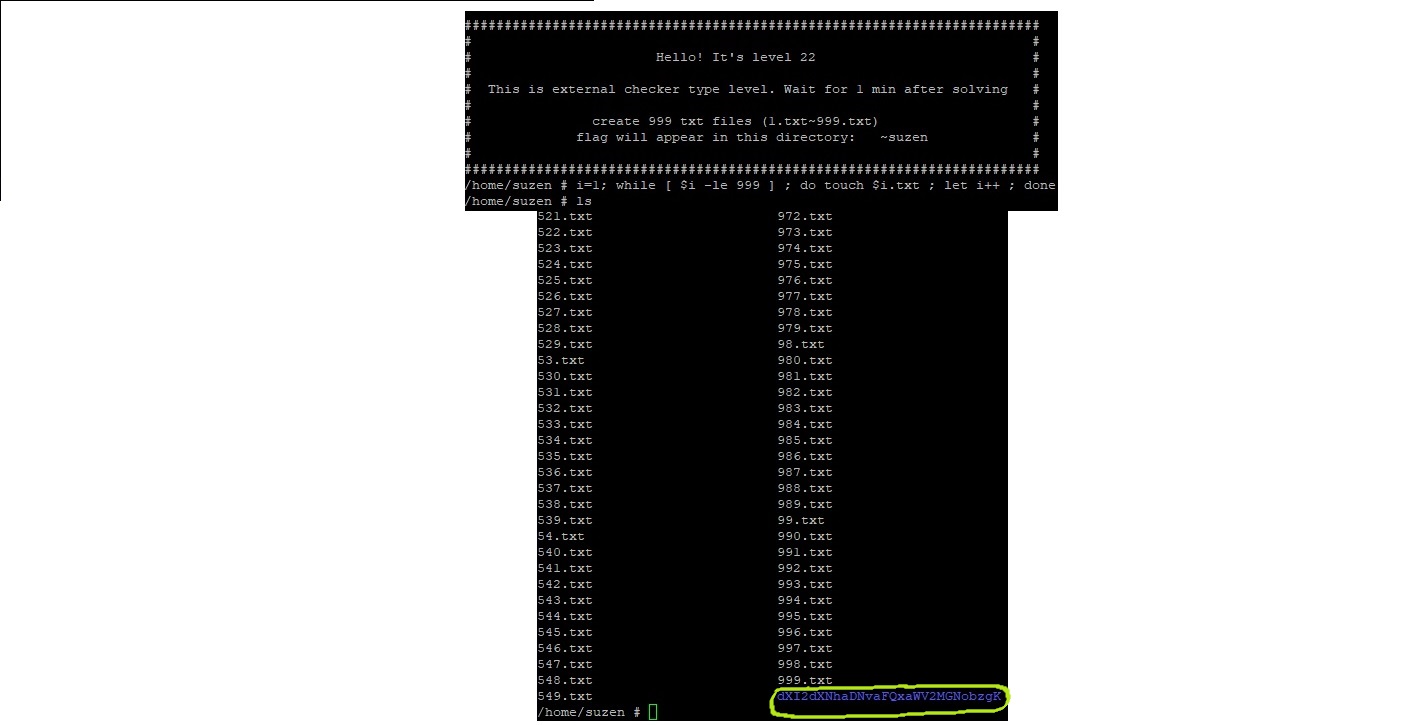 ########################################################################
#                                                                      #
#                       Hello! It's level 22                           #
#                                                                      #
#  This is external checker type level. Wait for 1 min after solving   #
#                                                                      #
#               create 999 txt files (1.txt~999.txt)                   #
#             flag will appear in this directory:   ~suzen             #
#                                                                      #
########################################################################
/home/suzen # i=1; while [ $i -le 999 ] ; do touch $i.txt ; let i++ ; done
/home/suzen # ls
521.txt 972.txt
522.txt 973.txt
523.txt 974.txt
524.txt 975.txt
525.txt 976.txt
526.txt 977.txt
527.txt 978.txt
528.txt 979.txt
529.txt 98.txt
53.txt 980.txt
530.txt 981.txt
531.txt 982.txt
532.txt 983.txt
533.txt 984.txt
534.txt 985.txt
535.txt 986.txt
536.txt 987.txt
537.txt 988.txt
538.txt 989.txt
539.txt 99.txt
54.txt 990.txt
540.txt 991.txt
541.txt 992.txt
542.txt 993.txt
543.txt 994.txt
544.txt 995.txt
545.txt 996.txt
546.txt 997.txt
547.txt 998.txt
548.txt 999.txt
549.txt dXI2dXNhaDNvaFQxaWV2MGNobzgK
/home/suzen #